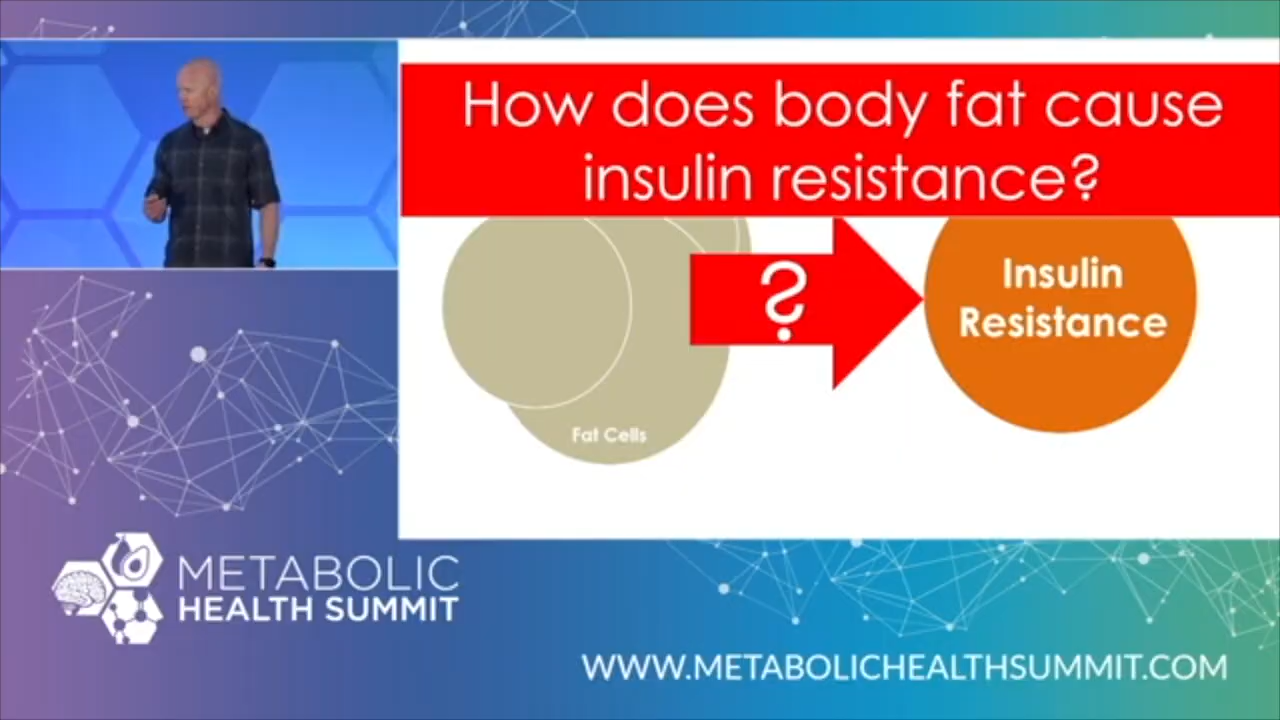 How does body fat cause
insulin resistance?
Fat Cells
?
Insulin
Resistance
METABOLIC
HEALTH SUMMIT
WWW.METABOLICHEALTHSUMMIT.COM